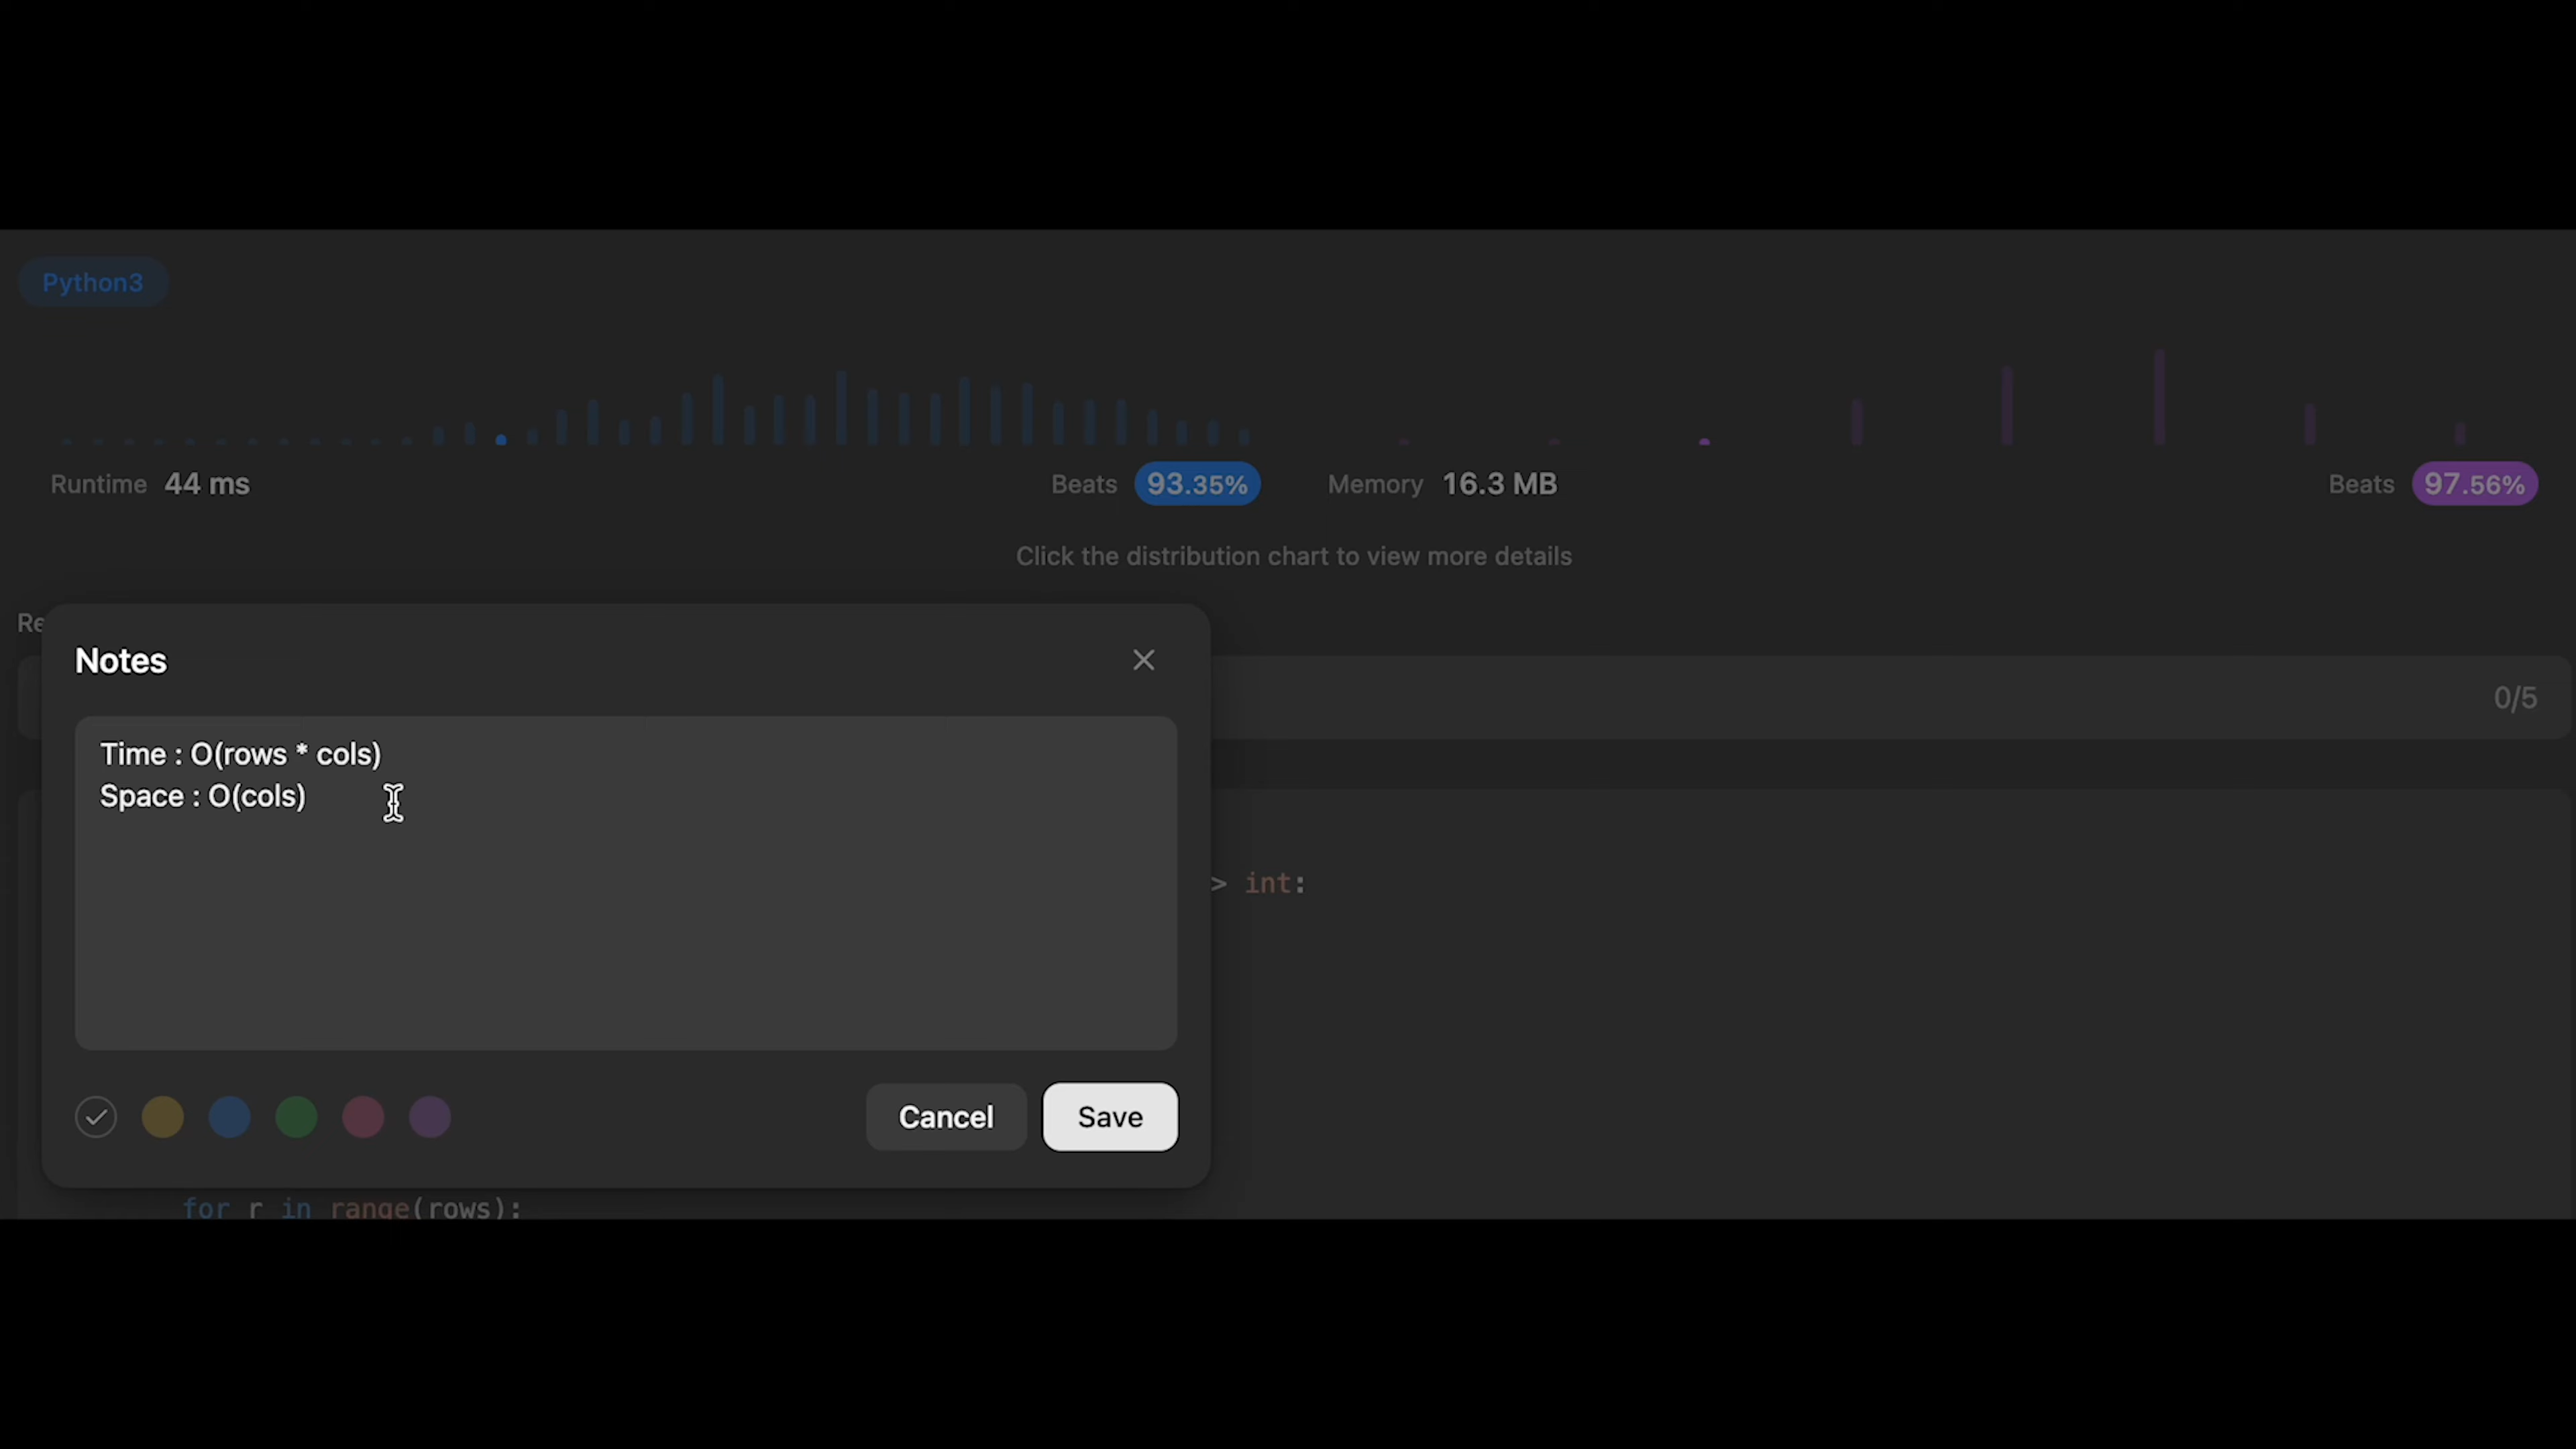 Python3
Runtime 44 ms Beats 93.35% Memory 16.3 MB Beats 97.56%
Click the distribution chart to view more details
Re
Notes
0/5
Time : O(rows * cols)
Space : O(cols)
> int:
Cancel Save
for r in range(rows):